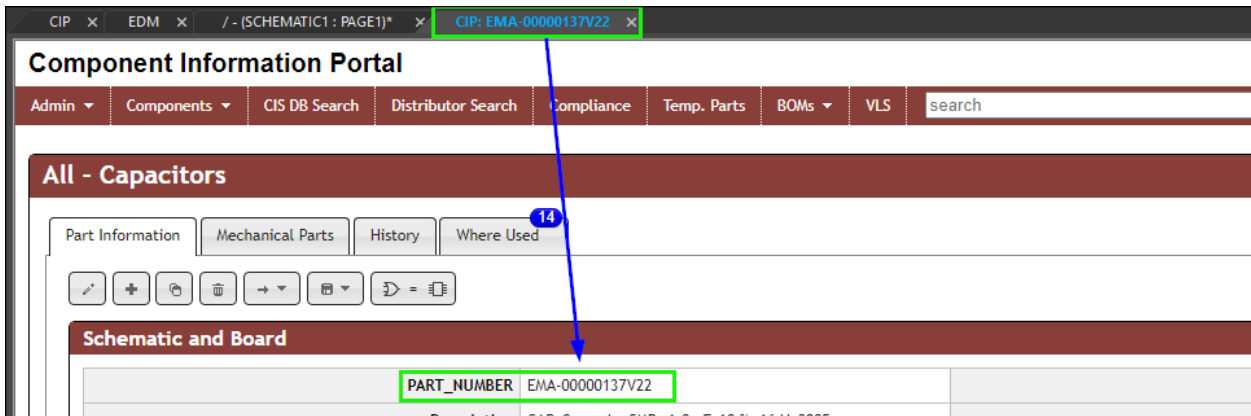 CIP × EDM × / - (SCHEMATIC1 : PAGE1)* × CIP: EMA-00000137V22 ×
Component Information Portal
Admin Components CIS DB Search Distributor Search Compliance Temp. Parts BOMs VLS search
All - Capacitors
Part Information Mechanical Parts History Where Used 14
Schematic and Board
PART_NUMBER EMA-00000137V22